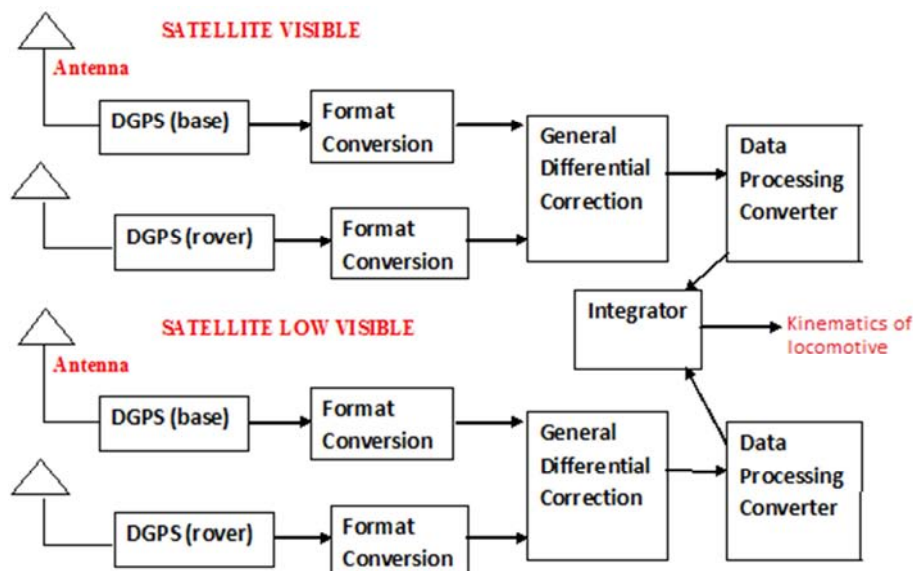 SATELLITE VISIBLE
Antenna
DGPS (base)
Format
Conversion
General
Differential
Correction
Data
Processing
Converter
DGPS (rover)
Format
Conversion
Integrator
Kinematics of
locomotive
SATELLITE LOW VISIBLE
Antenna
DGPS (base)
Format
Conversion
General
Differential
Correction
Data
Processing
Converter
DGPS (rover)
Format
Conversion